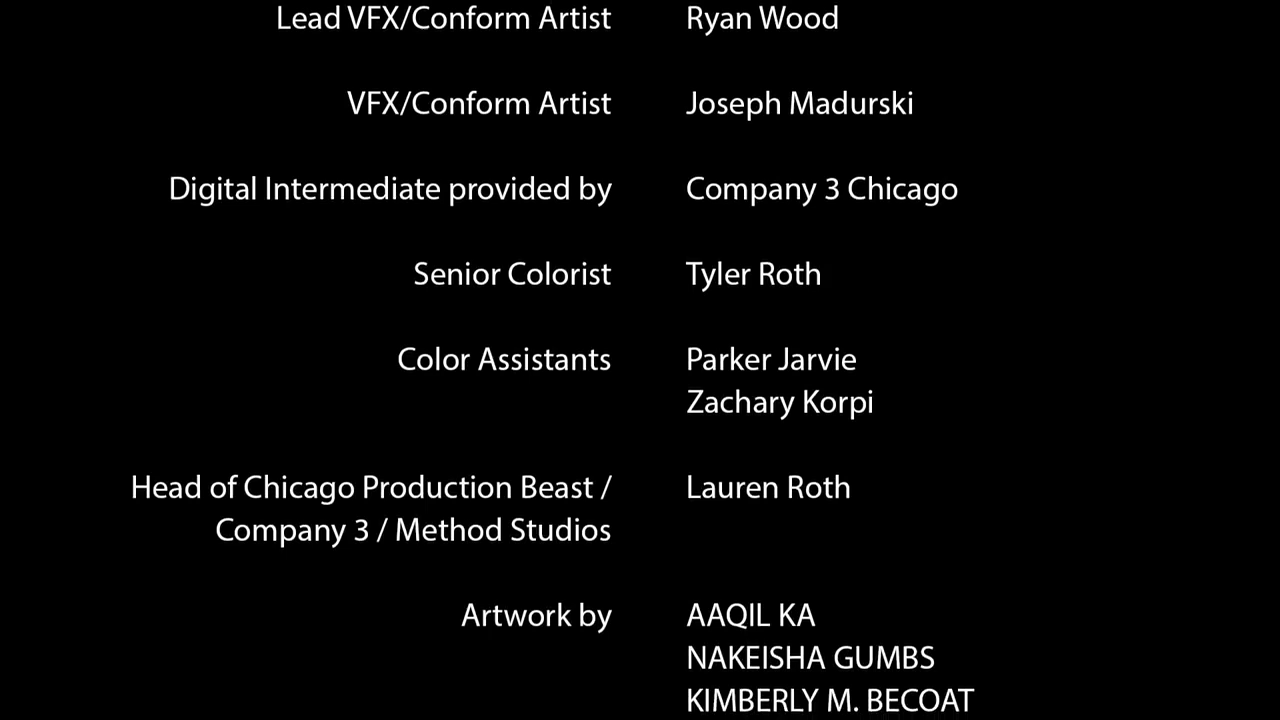 Lead VFX/Conform Artist Ryan Wood
VFX/Conform Artist Joseph Madurski
Digital Intermediate provided by Company 3 Chicago
Senior Colorist Tyler Roth
Color Assistants Parker Jarvie
Zachary Korpi
Head of Chicago Production Beast / Lauren Roth
Company 3 / Method Studios
Artwork by AAQIL KA
NAKEISHA GUMBS
KIMBERLY M. BECOAT